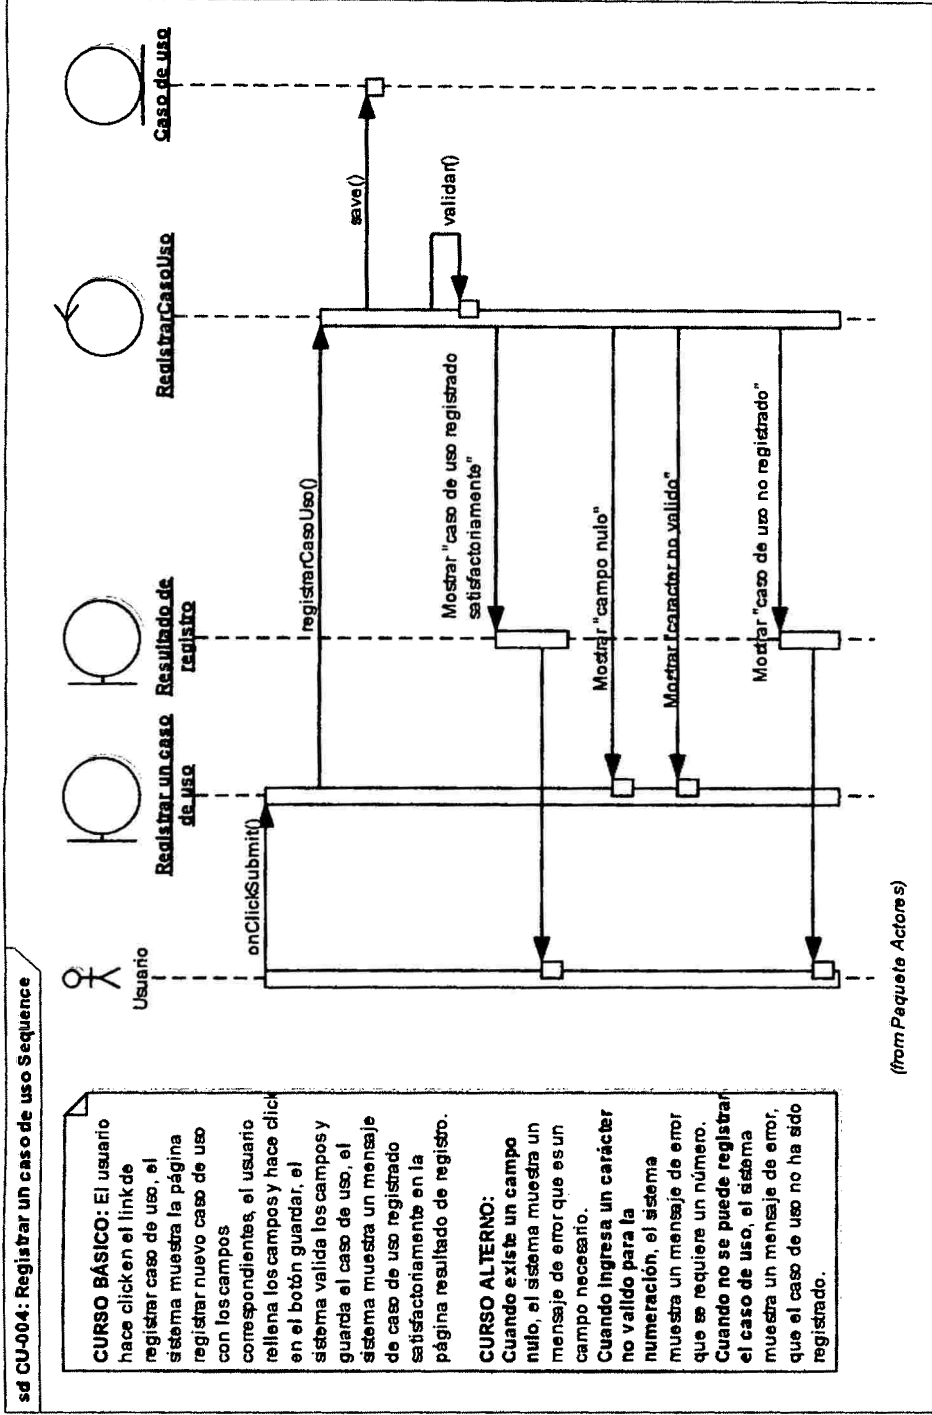 sd CU-004: Registrar un caso de uso Sequence
CURSO BÁSICO: El usuario
hace click en el link de
registrar caso de uso, el
sistema muestra la página
registrar nuevo caso de uso
con los campos
correspondientes, el usuario
rellena los campos y hace click
en el botón guardar, el
sistema valida los campos y
guarda el caso de uso, el
sistema muestra un mensaje
de caso de uso registrado
satisfactoriamente en la
página resultado de registro.
CURSO ALTERNO:
Cuando existe un campo
nulo, el sistema muestra un
mensaje de error que es un
campo necesario.
Cuando ingresa un carácter
no valido para la
numeración, el sistema
muestra un mensaje de error
que se requiere un número.
Cuando no se puede registrar
el caso de uso, el sistema
muestra un mensaje de error,
que el caso de uso no ha sido
registrado.
Usuario
Registrar un caso
de uso
Resultado de
registro
RegistrarCasoUso
Caso de uso
onClickSubmit()
registrarCasoUso()
save()
validar()
Mostrar "caso de uso registrado
satisfactoriamente"
Mostrar "campo nulo"
Mostrar "caracter no valido"
Mostrar "caso de uso no registrado"
(from Paquete Actores)